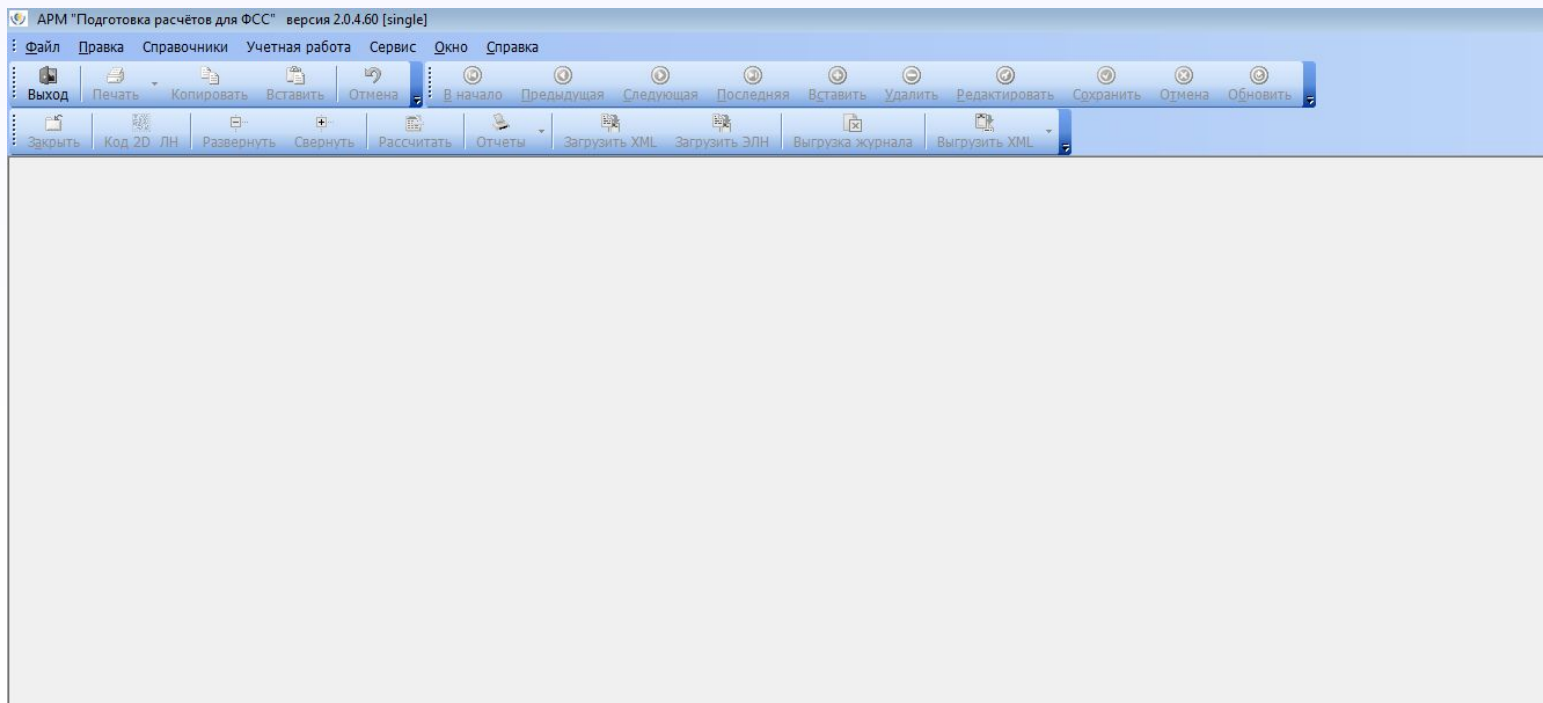 АРМ "Подготовка расчётов для ФСС" версия 2.0.4.60 [single]
Файл Правка Справочники Учетная работа Сервис Окно Справка
Выход Печать Копировать Вставить Отмена В начало Предыдущая Следующая Последняя Вставить Удалить Редактировать Сохранить Отмена Обновить
Закрыть Код 2D ЛН Развернуть Свернуть Рассчитать Отчеты Загрузить XML Загрузить ЭЛН Выгрузка журнала Выгрузить XML